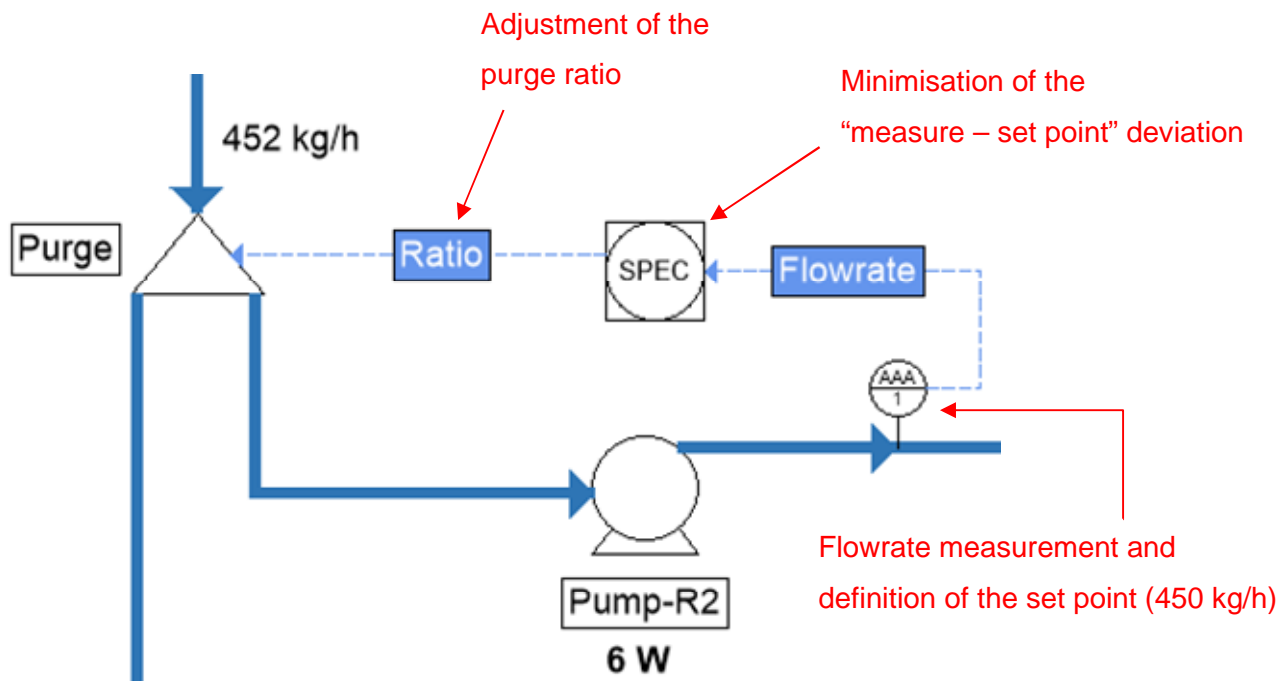 Adjustment of the
purge ratio
Minimisation of the
“measure – set point” deviation
452 kg/h
Purge
Ratio
SPEC
Flowrate
AAA
1
Flowrate measurement and
definition of the set point (450 kg/h)
Pump-R2
6 W